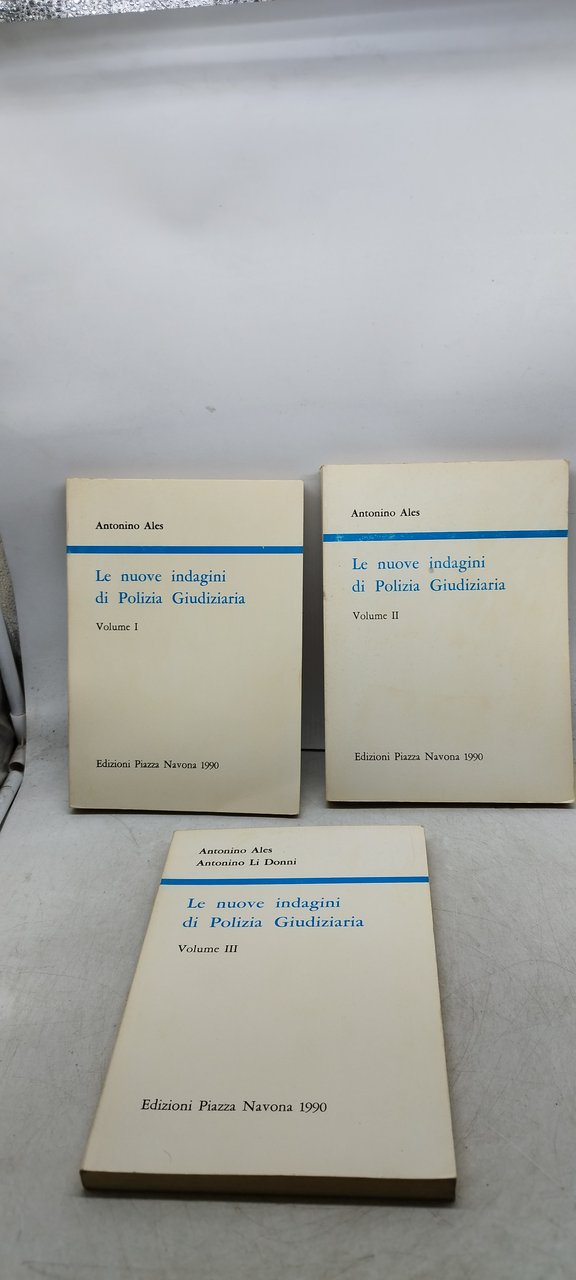 Antonino Ales
Le nuove indagini
di Polizia Giudiziaria
Volume I
Edizioni Piazza Navona 1990
Antonino Ales
Le nuove indagini
di Polizia Giudiziaria
Volume II
Edizioni Piazza Navona 1990
Antonino Ales
Antonino Li Donni
Le nuove indagini
di Polizia Giudiziaria
Volume III
Edizioni Piazza Navona 1990